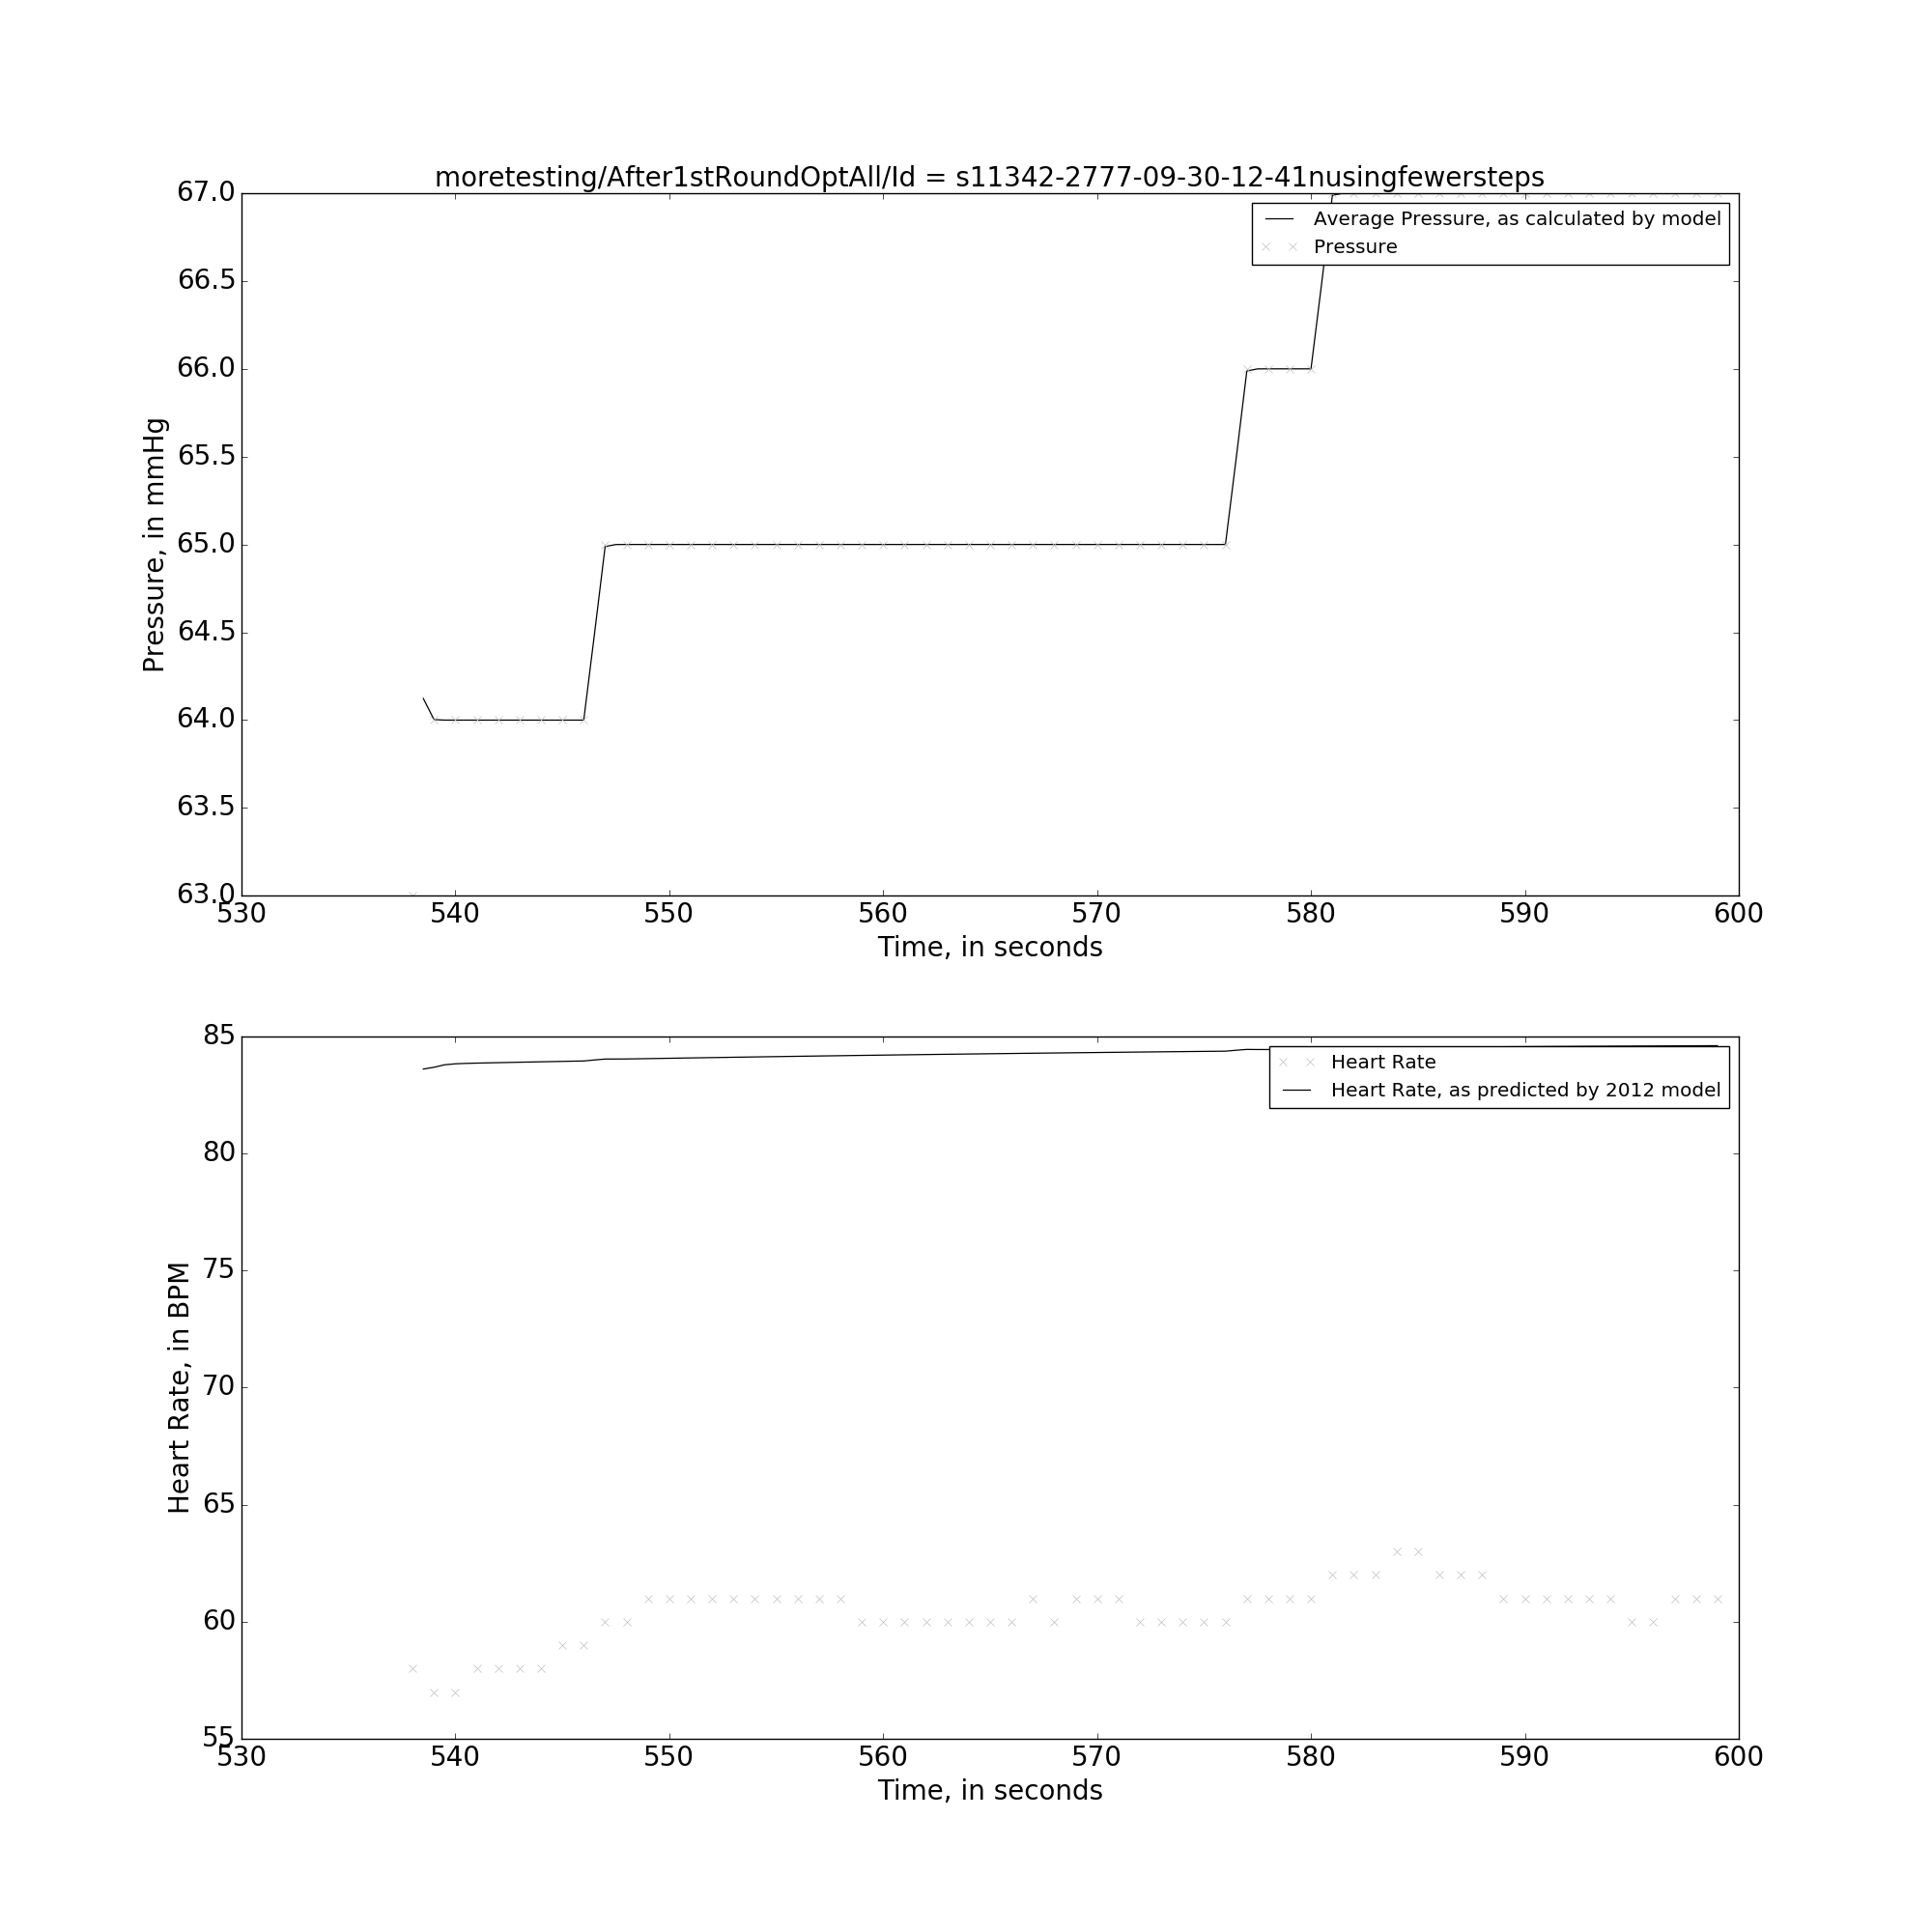 moretesting/After1stRoundOptAll/Id = s11342-2777-09-30-12-41nusingfewersteps
67.0
66.5
66.0
65.5
65.0
64.5
64.0
63.5
63.0
Pressure, in mmHg
Average Pressure, as calculated by model
Pressure
530 540 550 560 570 580 590 600
Time, in seconds
85
80
75
70
65
60
55
Heart Rate, in BPM
Heart Rate
Heart Rate, as predicted by 2012 model
530 540 550 560 570 580 590 600
Time, in seconds